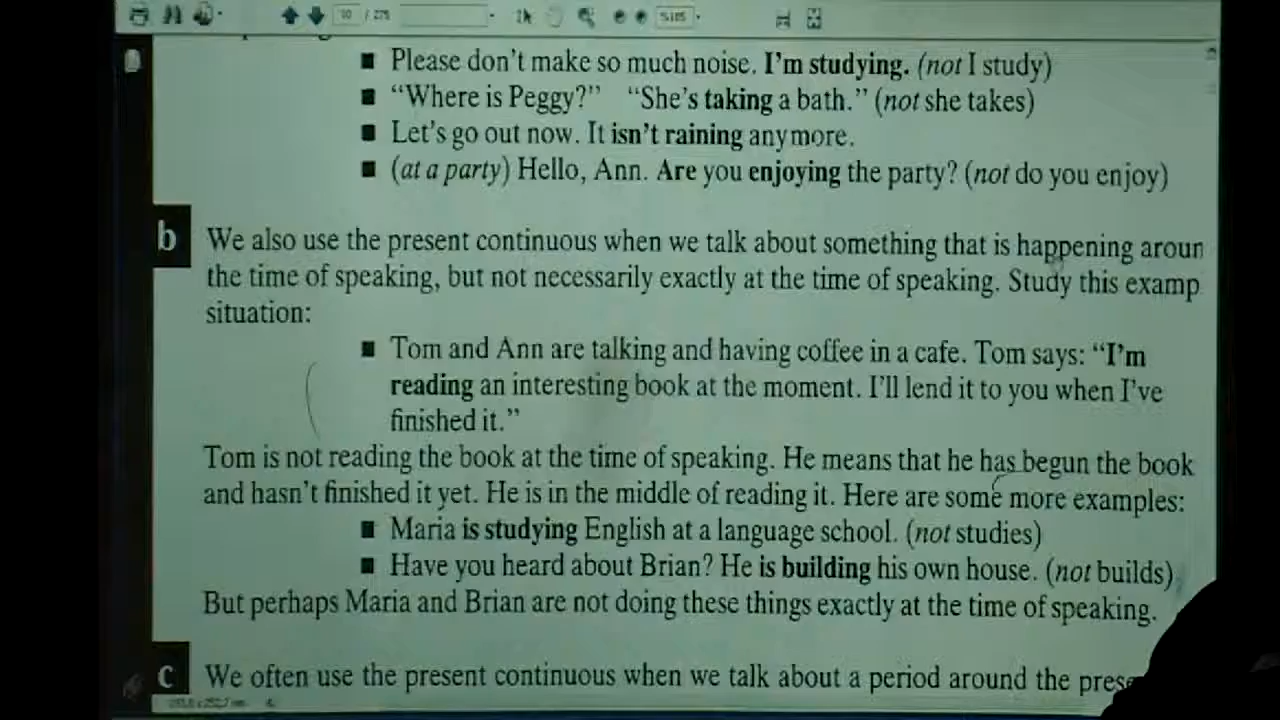 / 275
■ Please don't make so much noise. I'm studying. (not I study)
■ "Where is Peggy?" "She's taking a bath." (not she takes)
■ Let's go out now. It isn't raining anymore.
■ (at a party) Hello, Ann. Are you enjoying the party? (not do you enjoy)
b We also use the present continuous when we talk about something that is happening aroun
the time of speaking, but not necessarily exactly at the time of speaking. Study this examp
situation:
■ Tom and Ann are talking and having coffee in a cafe. Tom says: "I'm
reading an interesting book at the moment. I'll lend it to you when I've
finished it."
Tom is not reading the book at the time of speaking. He means that he has begun the book
and hasn't finished it yet. He is in the middle of reading it. Here are some more examples:
■ Maria is studying English at a language school. (not studies)
■ Have you heard about Brian? He is building his own house. (not builds)
But perhaps Maria and Brian are not doing these things exactly at the time of speaking.
c We often use the present continuous when we talk about a period around the prese